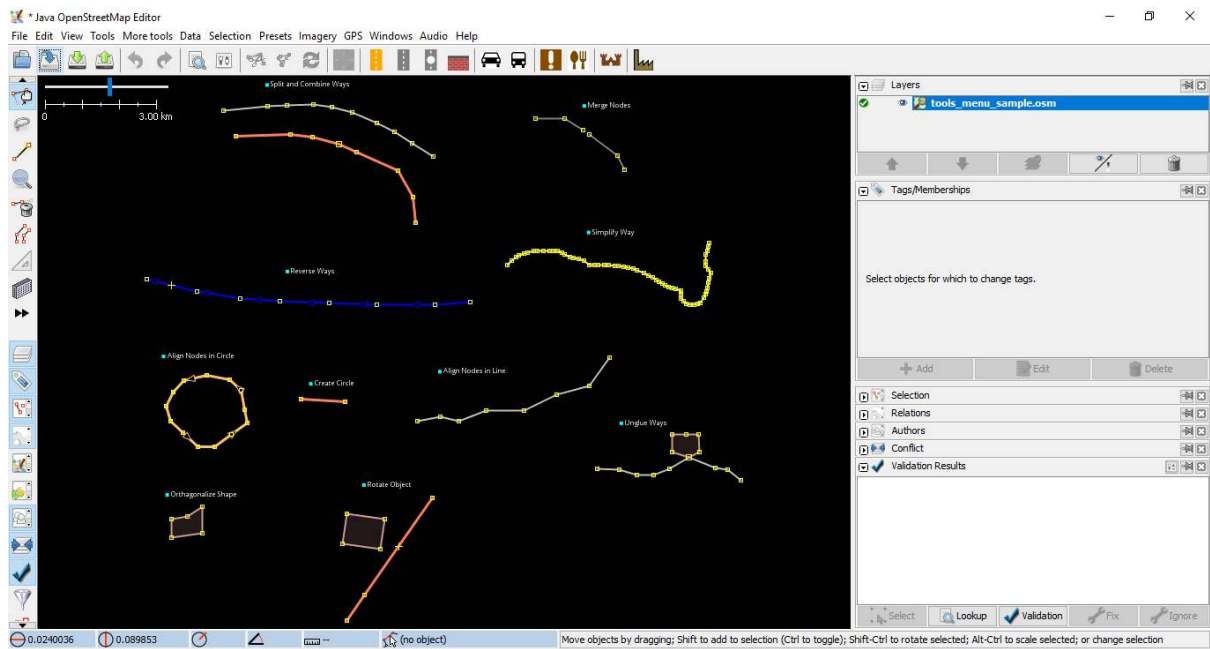 * Java OpenStreetMap Editor
File Edit View Tools More tools Data Selection Presets Imagery GPS Windows Audio Help
Split and Combine Ways
Merge Nodes
0 3.00 km
Simplify Way
Reverse Ways
Align Nodes in Circle
Create Circle
Align Nodes in Line
Unglue Ways
Orthagonalize Shape
Rotate Object
Layers
tools_menu_sample.osm
Tags/Memberships
Select objects for which to change tags.
Add Edit Delete
Selection
Relations
Authors
Conflict
Validation Results
Select Lookup Validation Fix Ignore
0.0240036 0.089853 -- (no object) Move objects by dragging; Shift to add to selection (Ctrl to toggle); Shift-Ctrl to rotate selected; Alt-Ctrl to scale selected; or change selection